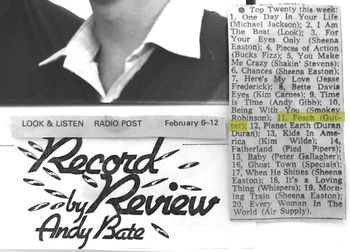 ● Top Twenty this week:
1. One Day In Your Life
(Michael Jackson); 2, I Am
The Beat (Look); 3, For
Your Eyes Only (Sheena
Easton); 4, Pieces of Action
(Bucks Fizz); 5, You Make
Me Crazy (Shakin' Stevens);
6, Chances (Sheena Easton);
7, Here's My Love (Jesse
Frederick); 8, Bette Davis
Eyes (Kim Carnes); 9, Time
Is Time (Andy Gibb); 10,
Being With You (Smokey
Robinson); 11, Fosch (Gut-
ter); 12, Planet Earth (Duran
Duran); 13, Kids In Ame-
rica (Kim Wilde); 14,
Fatherland (Pied Pipers);
15, Baby (Peter Gallagher);
16, Ghost Town (Specials);
17, When He Shines (Sheena
Easton); 18, It's a Loving
Thing (Whispers); 19, Morn-
ing Train (Sheena Easton);
20, Every Woman In The
World (Air Supply).
LOOK & LISTEN RADIO POST February 6–12
Record
Review
by
Andy Bate